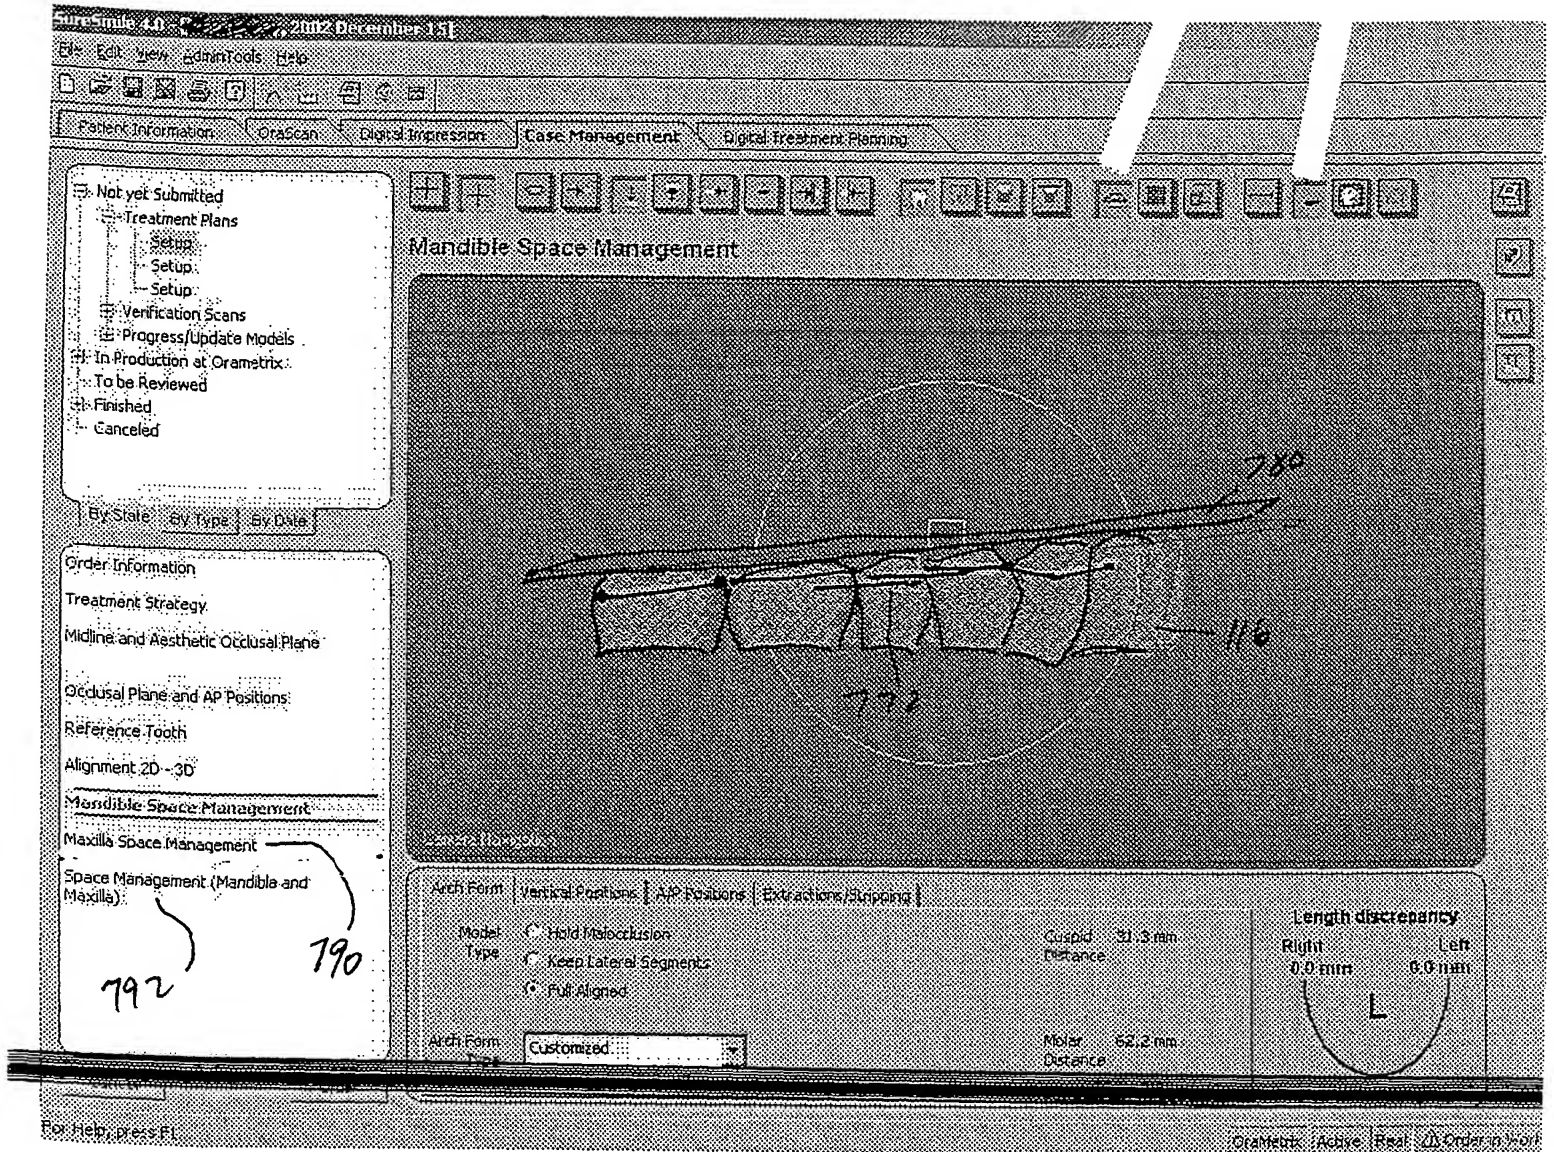 SureSmile 4.0 - 2002 December 15]
File Edit View AdminTools Help
Patient Information OraScan Digital Impression Case Management Digital Treatment Planning
Not yet Submitted
Treatment Plans
Setup
Setup
Setup
Verification Scans
Progress/Update Models
In Production at Orametrix
To be Reviewed
Finished
Canceled
By State By Type By Date
Order Information
Treatment Strategy
Midline and Aesthetic Occlusal Plane
Occlusal Plane and AP Positions
Reference Tooth
Alignment 2D - 3D
Mandible Space Management
Maxilla Space Management
Space Management (Mandible and
Maxilla)
790
792
Mandible Space Management
780
116
772
Arch Form Vertical Positions A/P Positions Extractions/Stripping
Model
Type
Hold Malocclusion
Keep Lateral Segments
Full Aligned
Cuspid 31.3 mm
Distance
Arch Form
Type
Customized
Molar 62.2 mm
Distance
Length discrepancy
Right Left
0.0 mm 0.0 mm
L
For Help, press F1
OraMetrix Active Real Order in Work